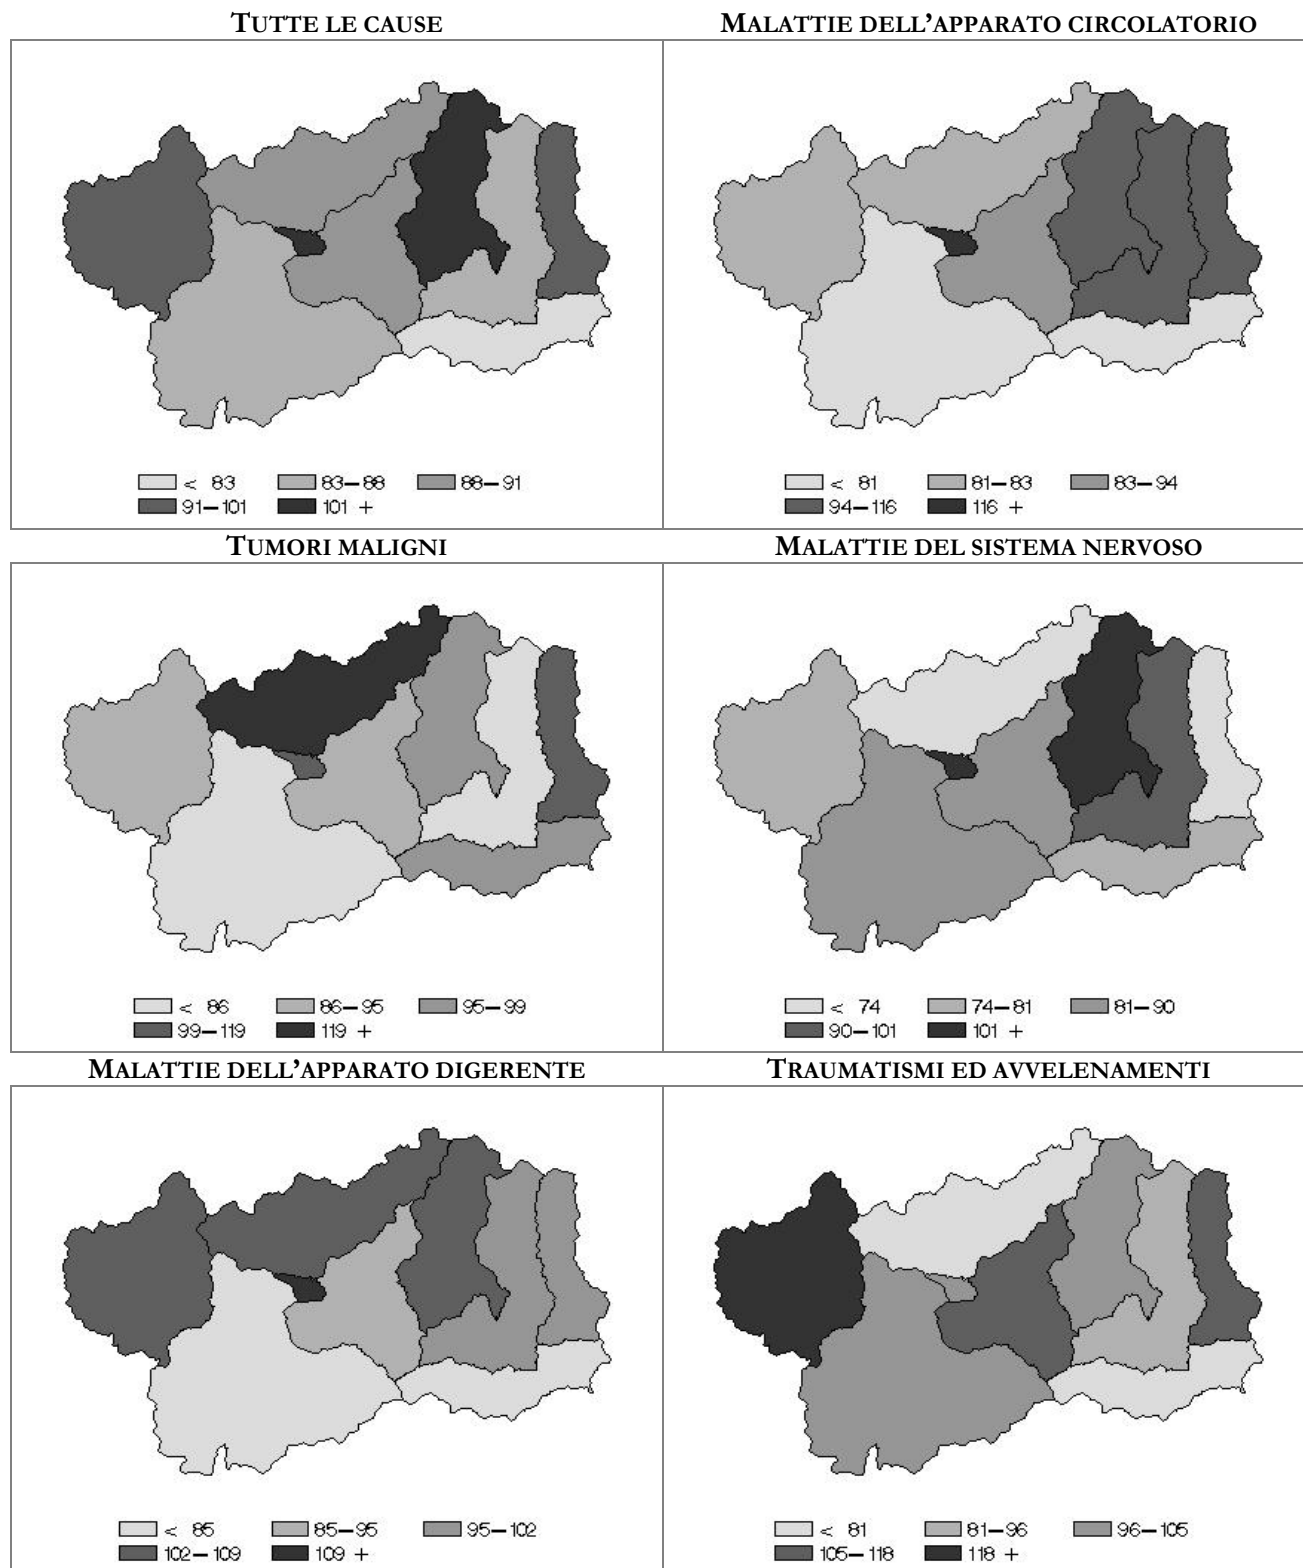 TUTTE LE CAUSE
MALATTIE DELL'APPARATO CIRCOLATORIO
< 83 83-88 88-91
91-101 101 +
< 81 81-83 83-94
94-116 116 +
TUMORI MALIGNI
MALATTIE DEL SISTEMA NERVOSO
< 86 86-95 95-99
99-119 119 +
< 74 74-81 81-90
90-101 101 +
MALATTIE DELL'APPARATO DIGERENTE
TRAUMATISMI ED AVVELENAMENTI
< 85 85-95 95-102
102-109 109 +
< 81 81-96 96-105
105-118 118 +